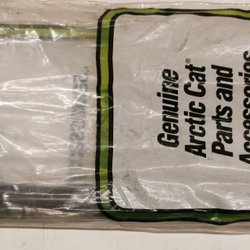 Genuine
Arctic Cat®
Parts and
Accessories